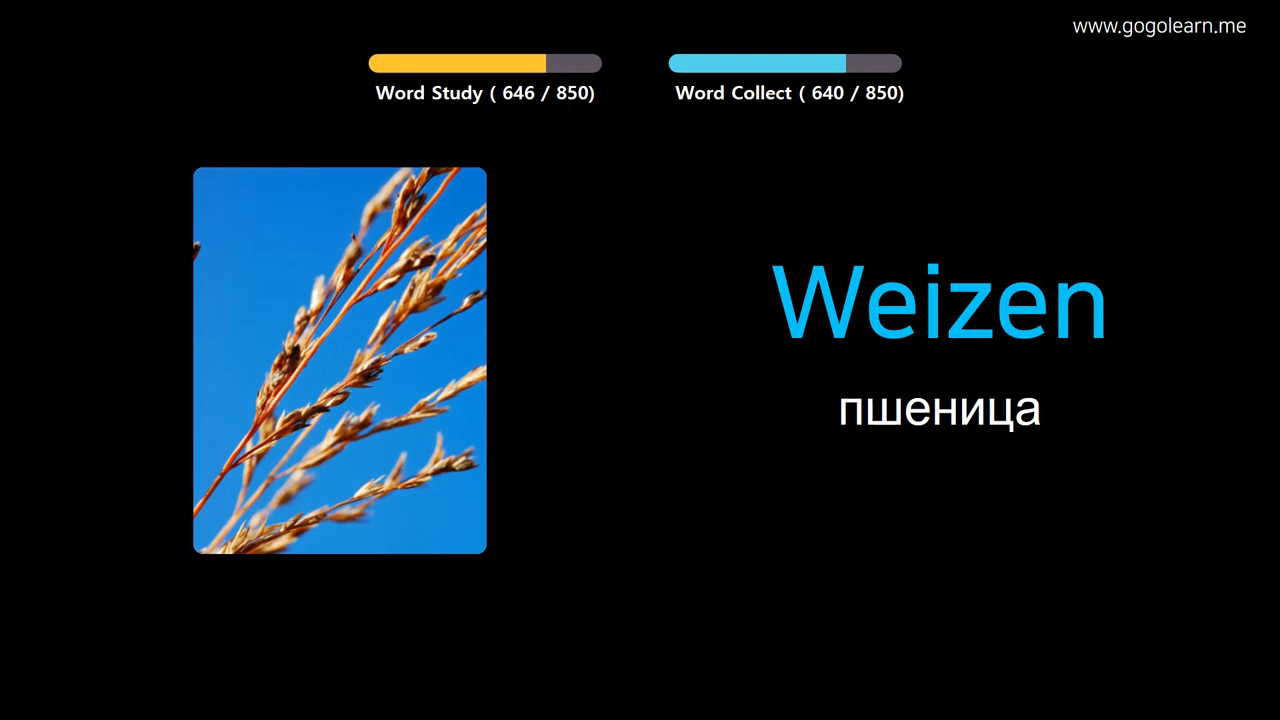 www.gogolearn.me
Word Study ( 646 / 850)
Word Collect ( 640 / 850)
Weizen
пшеница